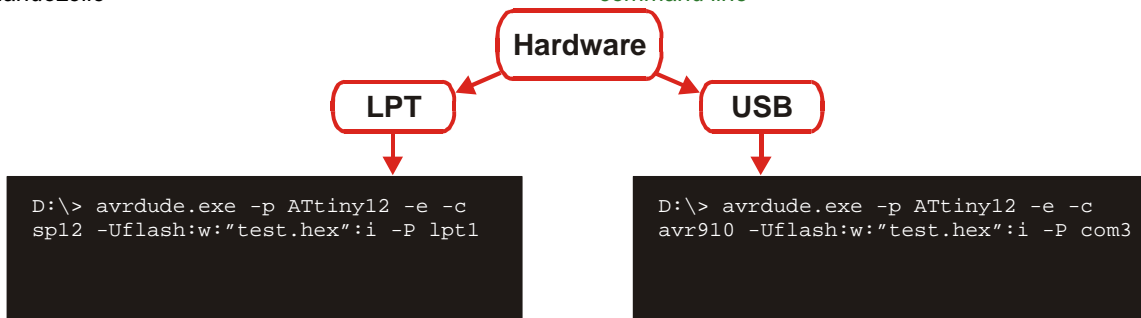 Hardware
LPT
USB
D:\> avrdude.exe -p ATtiny12 -e -c
sp12 -Uflash:w:”test.hex”:i -P lpt1
D:\> avrdude.exe -p ATtiny12 -e -c
avr910 -Uflash:w:”test.hex”:i -P com3